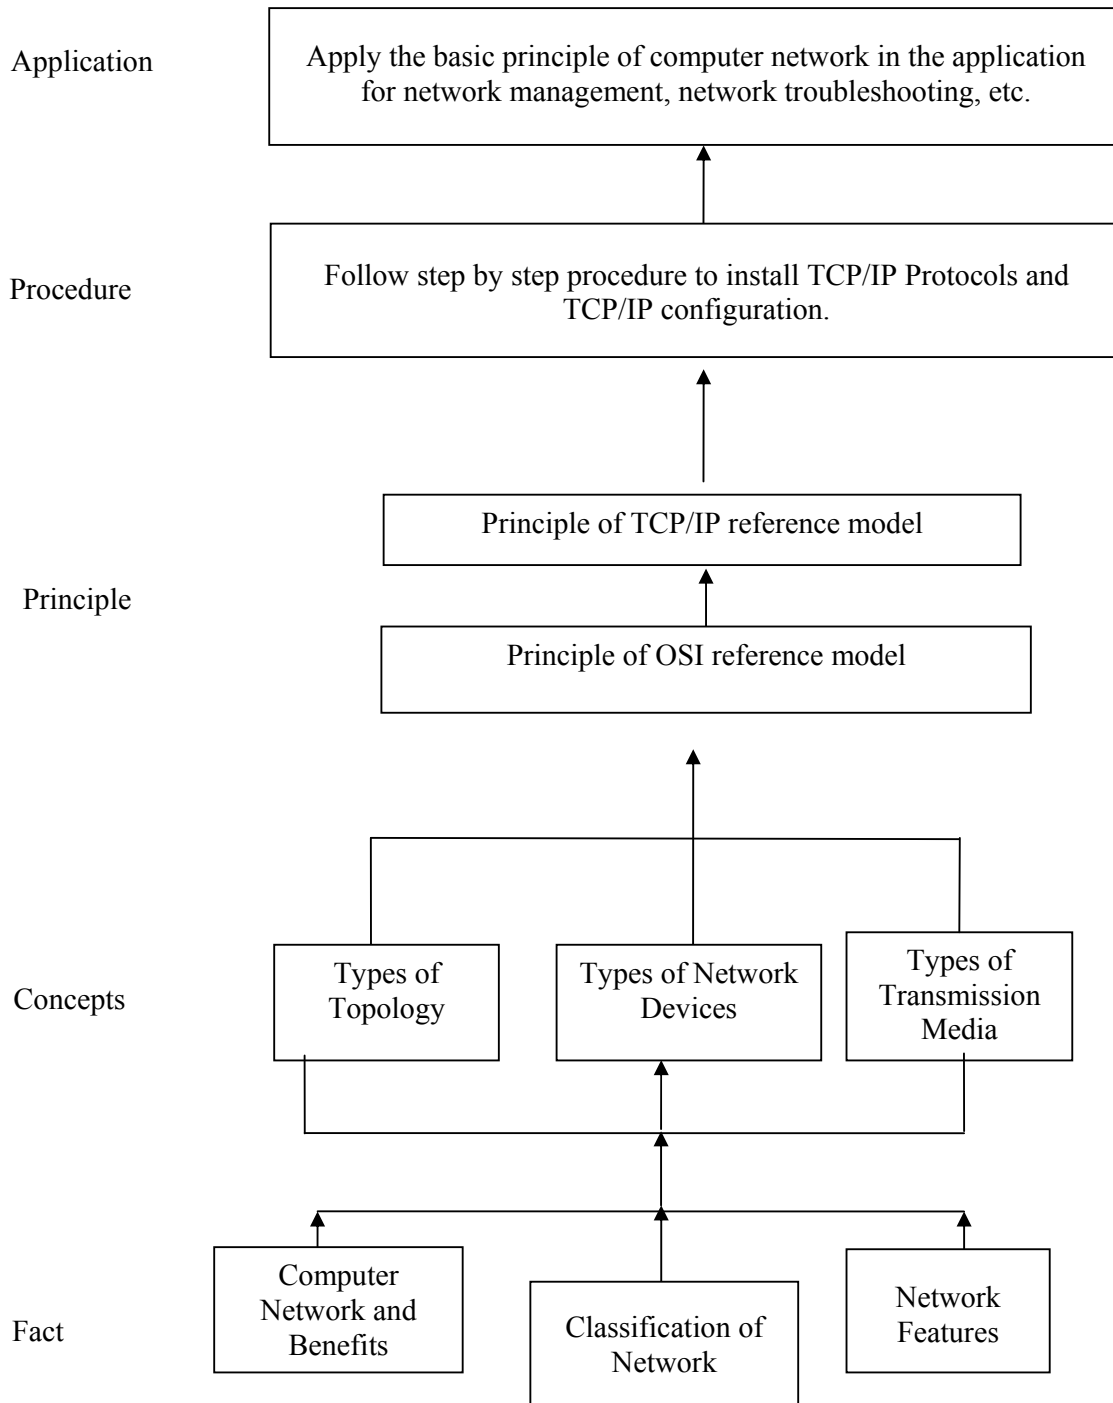 Application
Apply the basic principle of computer network in the application
for network management, network troubleshooting, etc.
Procedure
Follow step by step procedure to install TCP/IP Protocols and
TCP/IP configuration.
Principle of TCP/IP reference model
Principle
Principle of OSI reference model
Concepts
Types of
Topology
Types of Network
Devices
Types of
Transmission
Media
Fact
Computer
Network and
Benefits
Classification of
Network
Network
Features